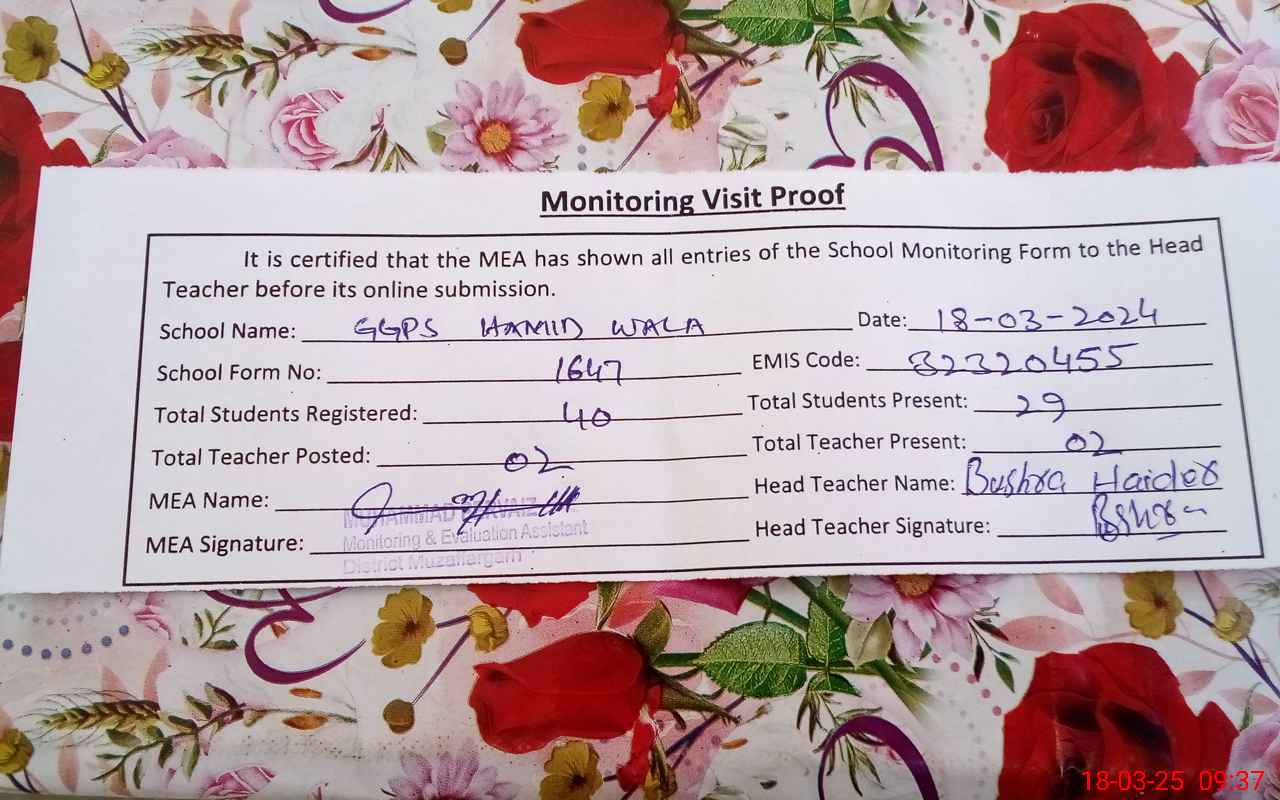 Monitoring Visit Proof
It is certified that the MEA has shown all entries of the School Monitoring Form to the Head
Teacher before its online submission.
School Name: GGPS HAMID WALA Date: 18-03-2024
School Form No: 1647 EMIS Code: 32320455
Total Students Registered: 40 Total Students Present: 29
Total Teacher Posted: 02 Total Teacher Present: 02
MEA Name: Head Teacher Name: Bushra Haider
MUHAMMAD
MEA Signature: Head Teacher Signature: Bshra
Monitoring & Evaluation Assistant
District Muzaffargarh
18-03-25 09:37